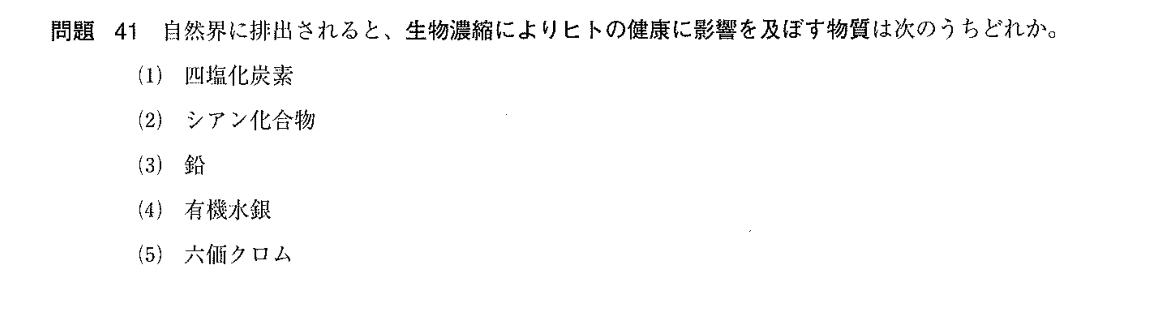 問題 41 自然界に排出されると、生物濃縮によりヒトの健康に影響を及ぼす物質は次のうちどれか。
(1) 四塩化炭素
(2) シアン化合物
(3) 鉛
(4) 有機水銀
(5) 六価クロム